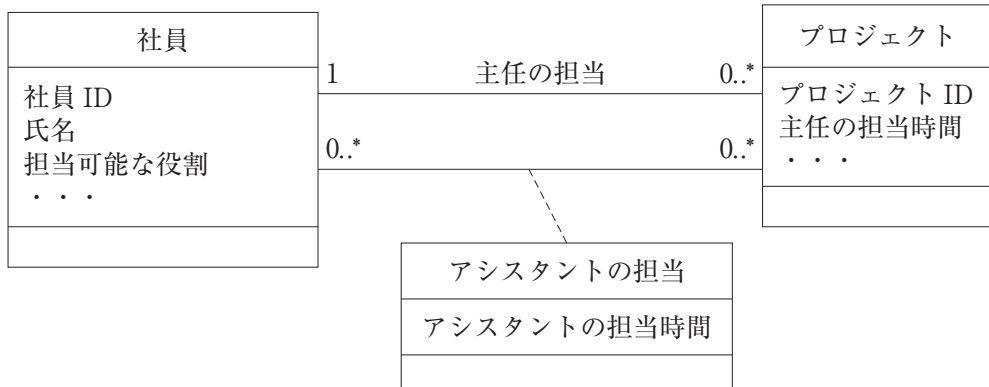 社員
社員 ID
氏名
担当可能な役割
・・・
1
主任の担当
0..*
0..*
0..*
プロジェクト
プロジェクト ID
主任の担当時間
・・・
アシスタントの担当
アシスタントの担当時間